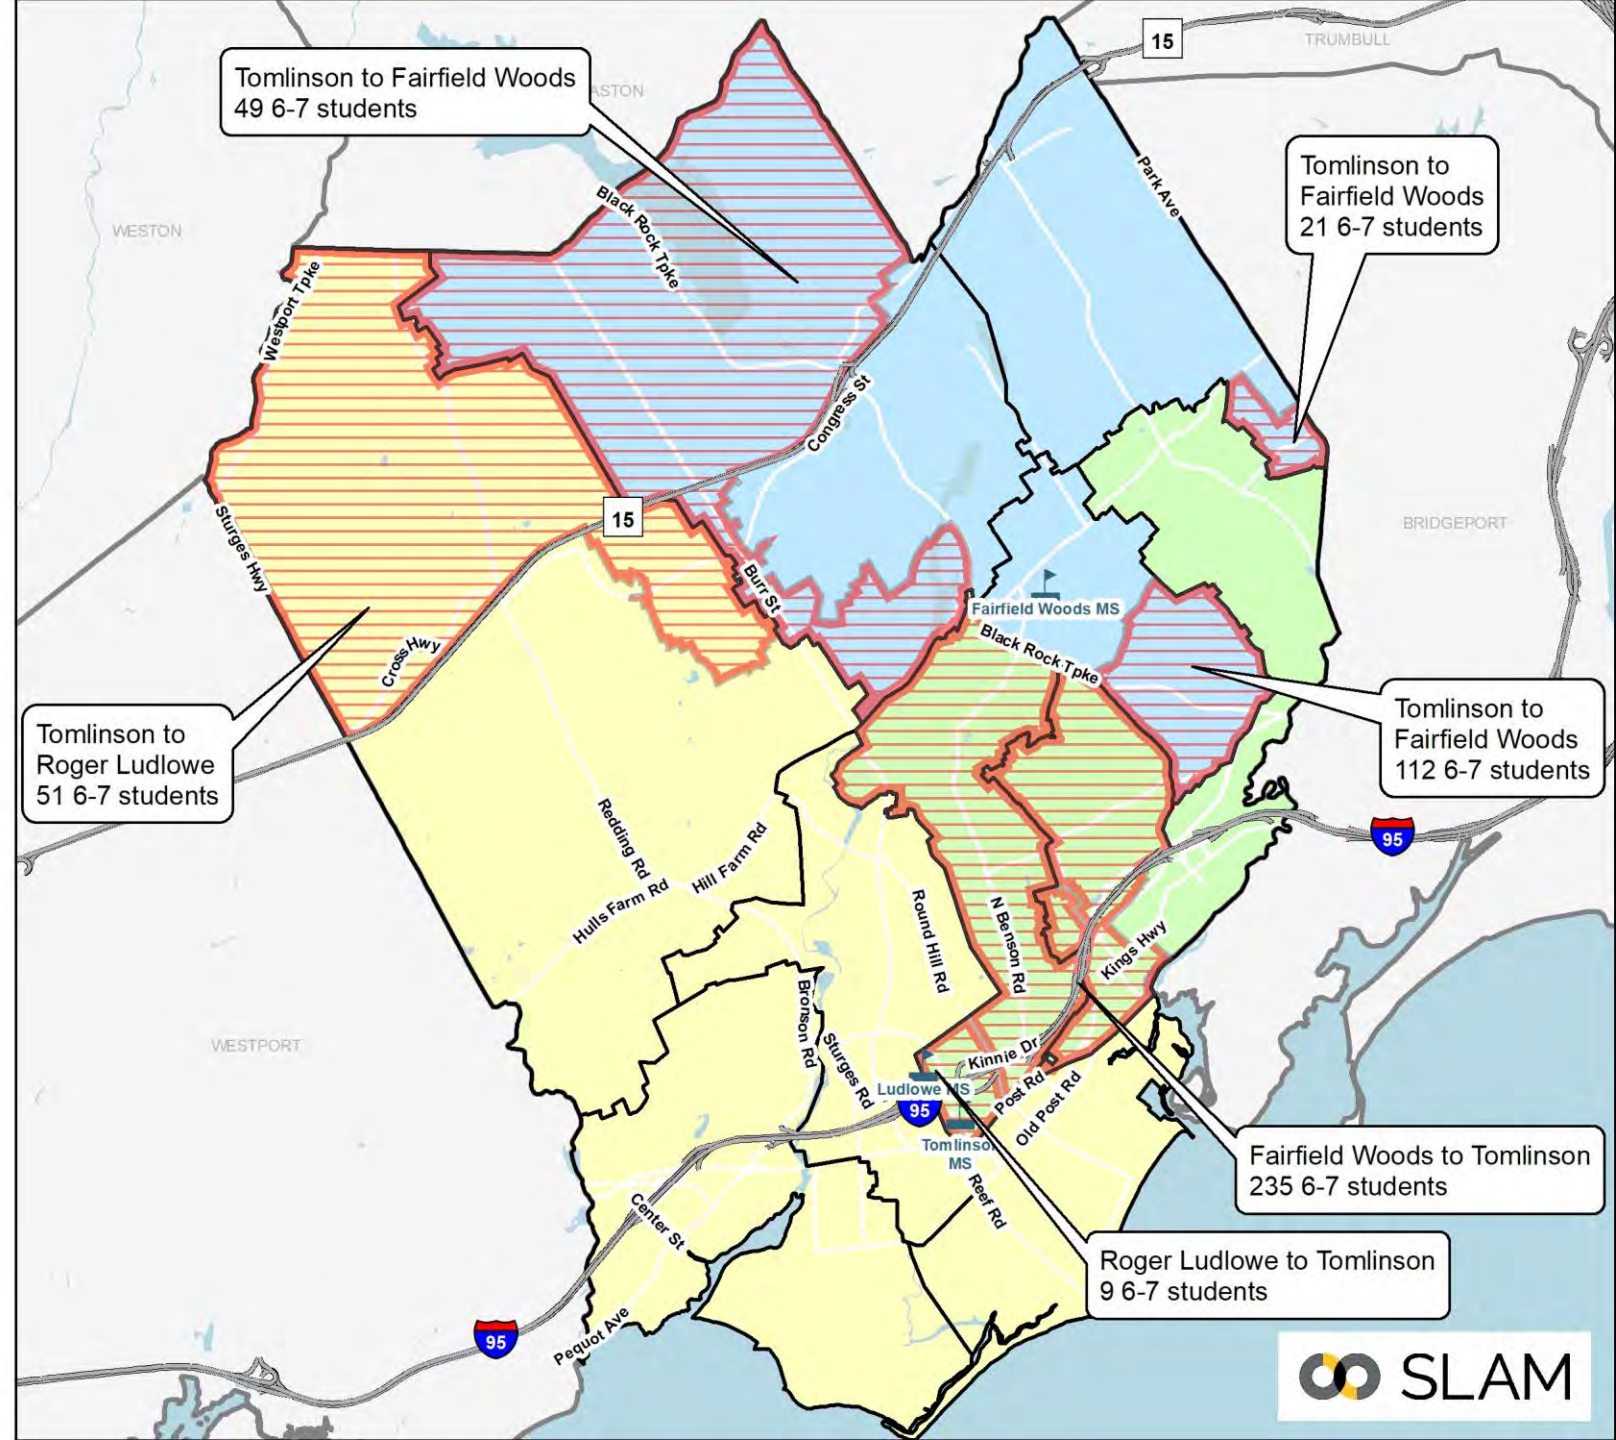 15
TRUMBULL
Tomlinson to Fairfield Woods
49 6-7 students
ASTON
Tomlinson to
Fairfield Woods
21 6-7 students
Park Ave
Black Rock Tpke
WESTON
Westport Tpke
Congress St
15
BRIDGEPORT
Sturges Hwy
Burr St
Fairfield Woods MS
Black Rock Tpke
Cross Hwy
Tomlinson to
Roger Ludlowe
51 6-7 students
Tomlinson to
Fairfield Woods
112 6-7 students
95
Redding Rd
Hill Farm Rd
Hulls Farm Rd
Round Hill Rd
N Benson Rd
Kings Hwy
WESTPORT
Bronson Rd
Sturges Rd
Kinnie Dr
Ludlowe MS
95
Post Rd
Old Post Rd
Tomlinson
MS
Reef Rd
Fairfield Woods to Tomlinson
235 6-7 students
Center St
Roger Ludlowe to Tomlinson
9 6-7 students
95
Pequot Ave
SLAM